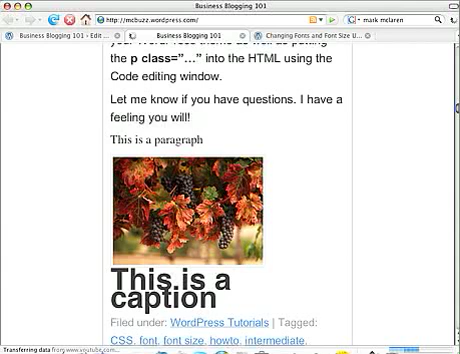 Business Blogging 101
http://mcbuzz.wordpress.com/
mark mclaren
Business Blogging 101 - Edit ...
Business Blogging 101
Changing Fonts and Font Size U...
the p class="..." into the HTML using the
Code editing window.
Let me know if you have questions. I have a
feeling you will!
This is a paragraph
This is a
caption
Filed under: WordPress Tutorials | Tagged:
CSS, font, font size, howto, intermediate,
Transferring data from www.youtube.com...